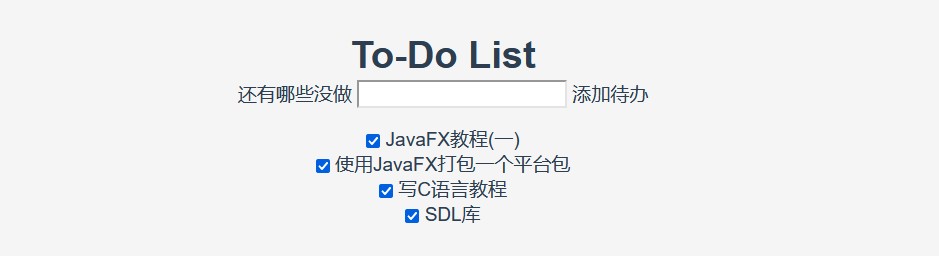 To-Do List
还有哪些没做 添加待办
JavaFX教程(一)
使用JavaFX打包一个平台包
写C语言教程
SDL库